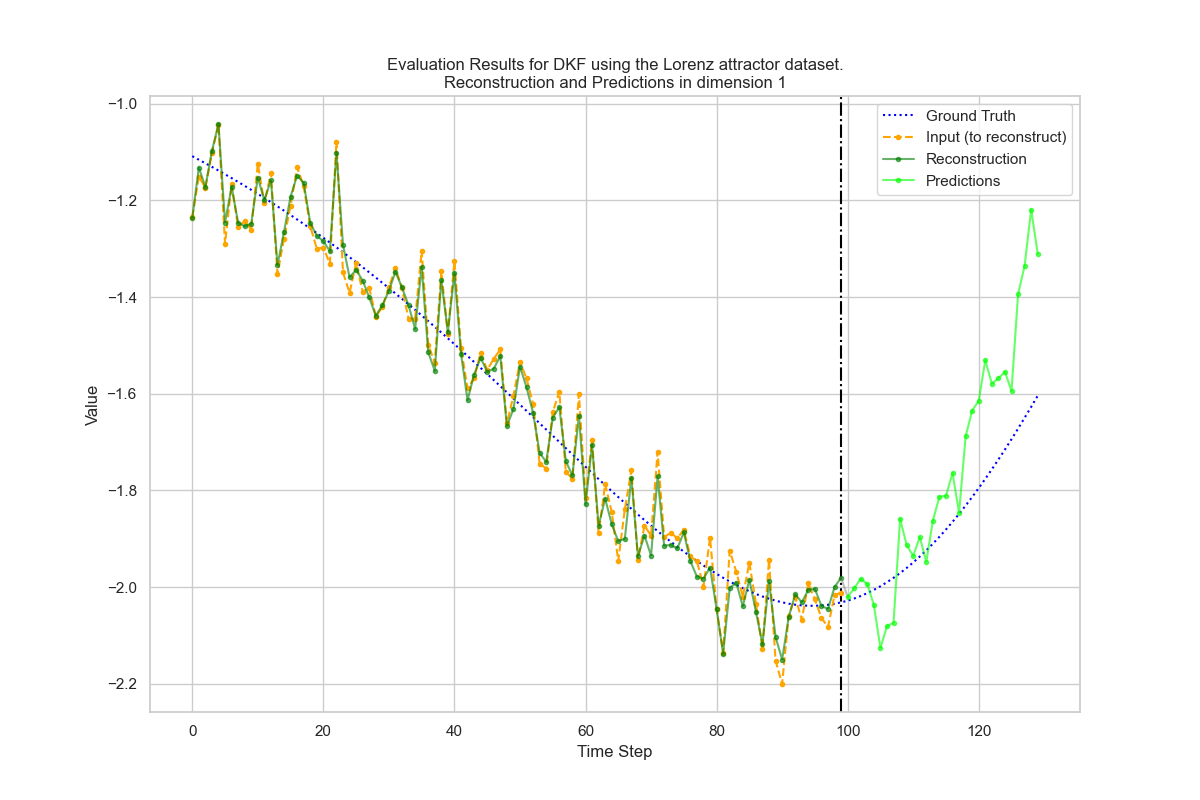 Evaluation Results for DKF using the Lorenz attractor dataset.
Reconstruction and Predictions in dimension 1
Ground Truth
Input (to reconstruct)
Reconstruction
Predictions
−1.0
−1.2
−1.4
−1.6
−1.8
−2.0
−2.2
Value
0 20 40 60 80 100 120
Time Step